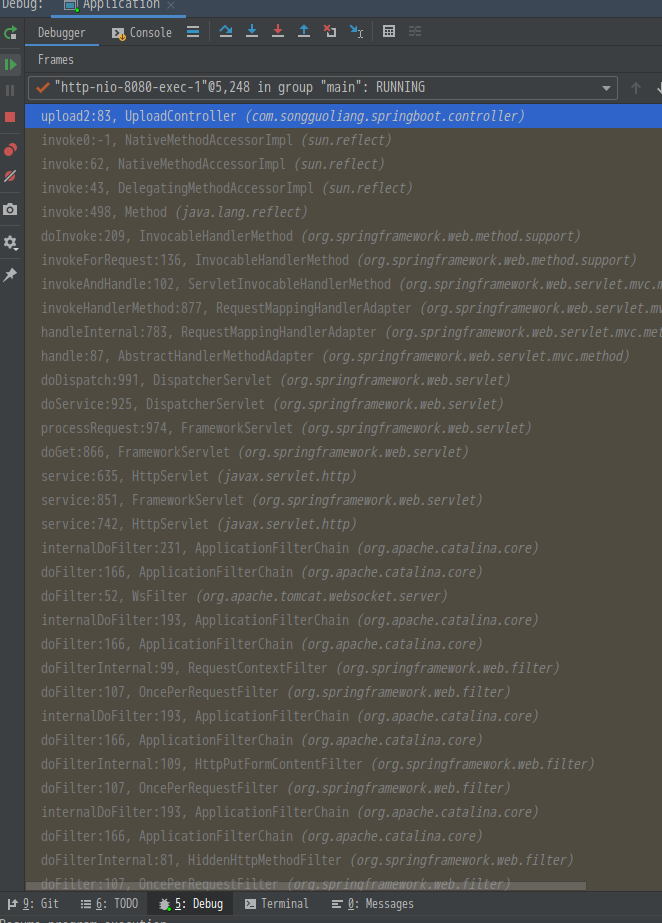 Debug: Application
Debugger Console
Frames
"http-nio-8080-exec-1"@5,248 in group "main": RUNNING
upload2:83, UploadController (com.songguoliang.springboot.controller)
invoke0:-1, NativeMethodAccessorImpl (sun.reflect)
invoke:62, NativeMethodAccessorImpl (sun.reflect)
invoke:43, DelegatingMethodAccessorImpl (sun.reflect)
invoke:498, Method (java.lang.reflect)
doInvoke:209, InvocableHandlerMethod (org.springframework.web.method.support)
invokeForRequest:136, InvocableHandlerMethod (org.springframework.web.method.support)
invokeAndHandle:102, ServletInvocableHandlerMethod (org.springframework.web.servlet.mvc.m
invokeHandlerMethod:877, RequestMappingHandlerAdapter (org.springframework.web.servlet.mv
handleInternal:783, RequestMappingHandlerAdapter (org.springframework.web.servlet.mvc.met
handle:87, AbstractHandlerMethodAdapter (org.springframework.web.servlet.mvc.method)
doDispatch:991, DispatcherServlet (org.springframework.web.servlet)
doService:925, DispatcherServlet (org.springframework.web.servlet)
processRequest:974, FrameworkServlet (org.springframework.web.servlet)
doGet:866, FrameworkServlet (org.springframework.web.servlet)
service:635, HttpServlet (javax.servlet.http)
service:851, FrameworkServlet (org.springframework.web.servlet)
service:742, HttpServlet (javax.servlet.http)
internalDoFilter:231, ApplicationFilterChain (org.apache.catalina.core)
doFilter:166, ApplicationFilterChain (org.apache.catalina.core)
doFilter:52, WsFilter (org.apache.tomcat.websocket.server)
internalDoFilter:193, ApplicationFilterChain (org.apache.catalina.core)
doFilter:166, ApplicationFilterChain (org.apache.catalina.core)
doFilterInternal:99, RequestContextFilter (org.springframework.web.filter)
doFilter:107, OncePerRequestFilter (org.springframework.web.filter)
internalDoFilter:193, ApplicationFilterChain (org.apache.catalina.core)
doFilter:166, ApplicationFilterChain (org.apache.catalina.core)
doFilterInternal:109, HttpPutFormContentFilter (org.springframework.web.filter)
doFilter:107, OncePerRequestFilter (org.springframework.web.filter)
internalDoFilter:193, ApplicationFilterChain (org.apache.catalina.core)
doFilter:166, ApplicationFilterChain (org.apache.catalina.core)
doFilterInternal:81, HiddenHttpMethodFilter (org.springframework.web.filter)
doFilter:107, OncePerRequestFilter (org.springframework.web.filter)
9: Git 6: TODO 5: Debug Terminal 0: Messages
Resume program execution